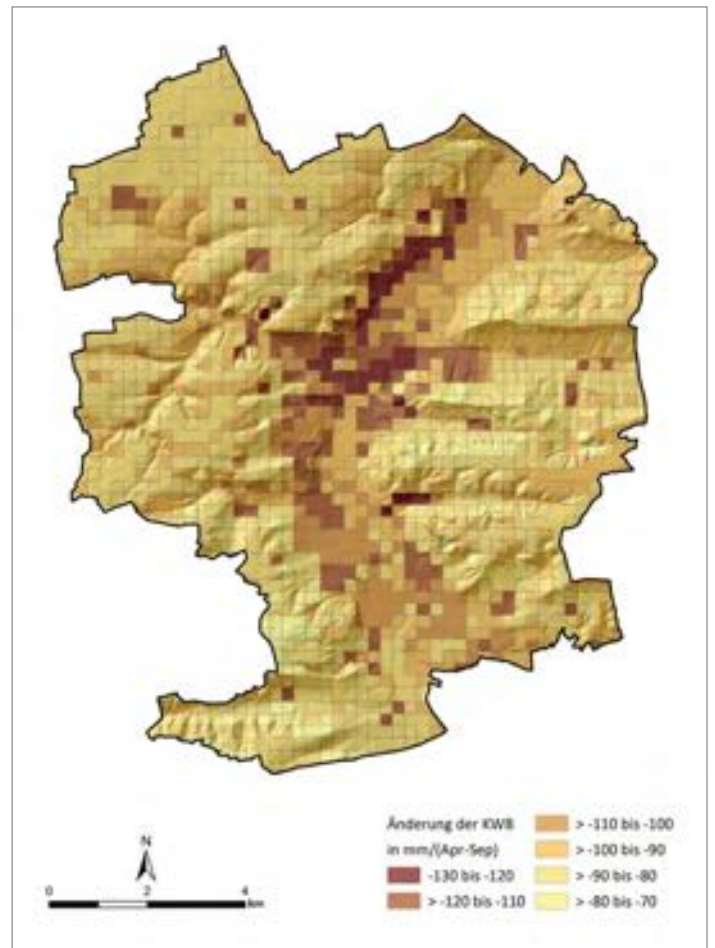 Änderung der KWB
in mm/(Apr-Sep)
-130 bis -120
> -120 bis -110
> -110 bis -100
> -100 bis -90
> -90 bis -80
> -80 bis -70
N
0 2 4
km